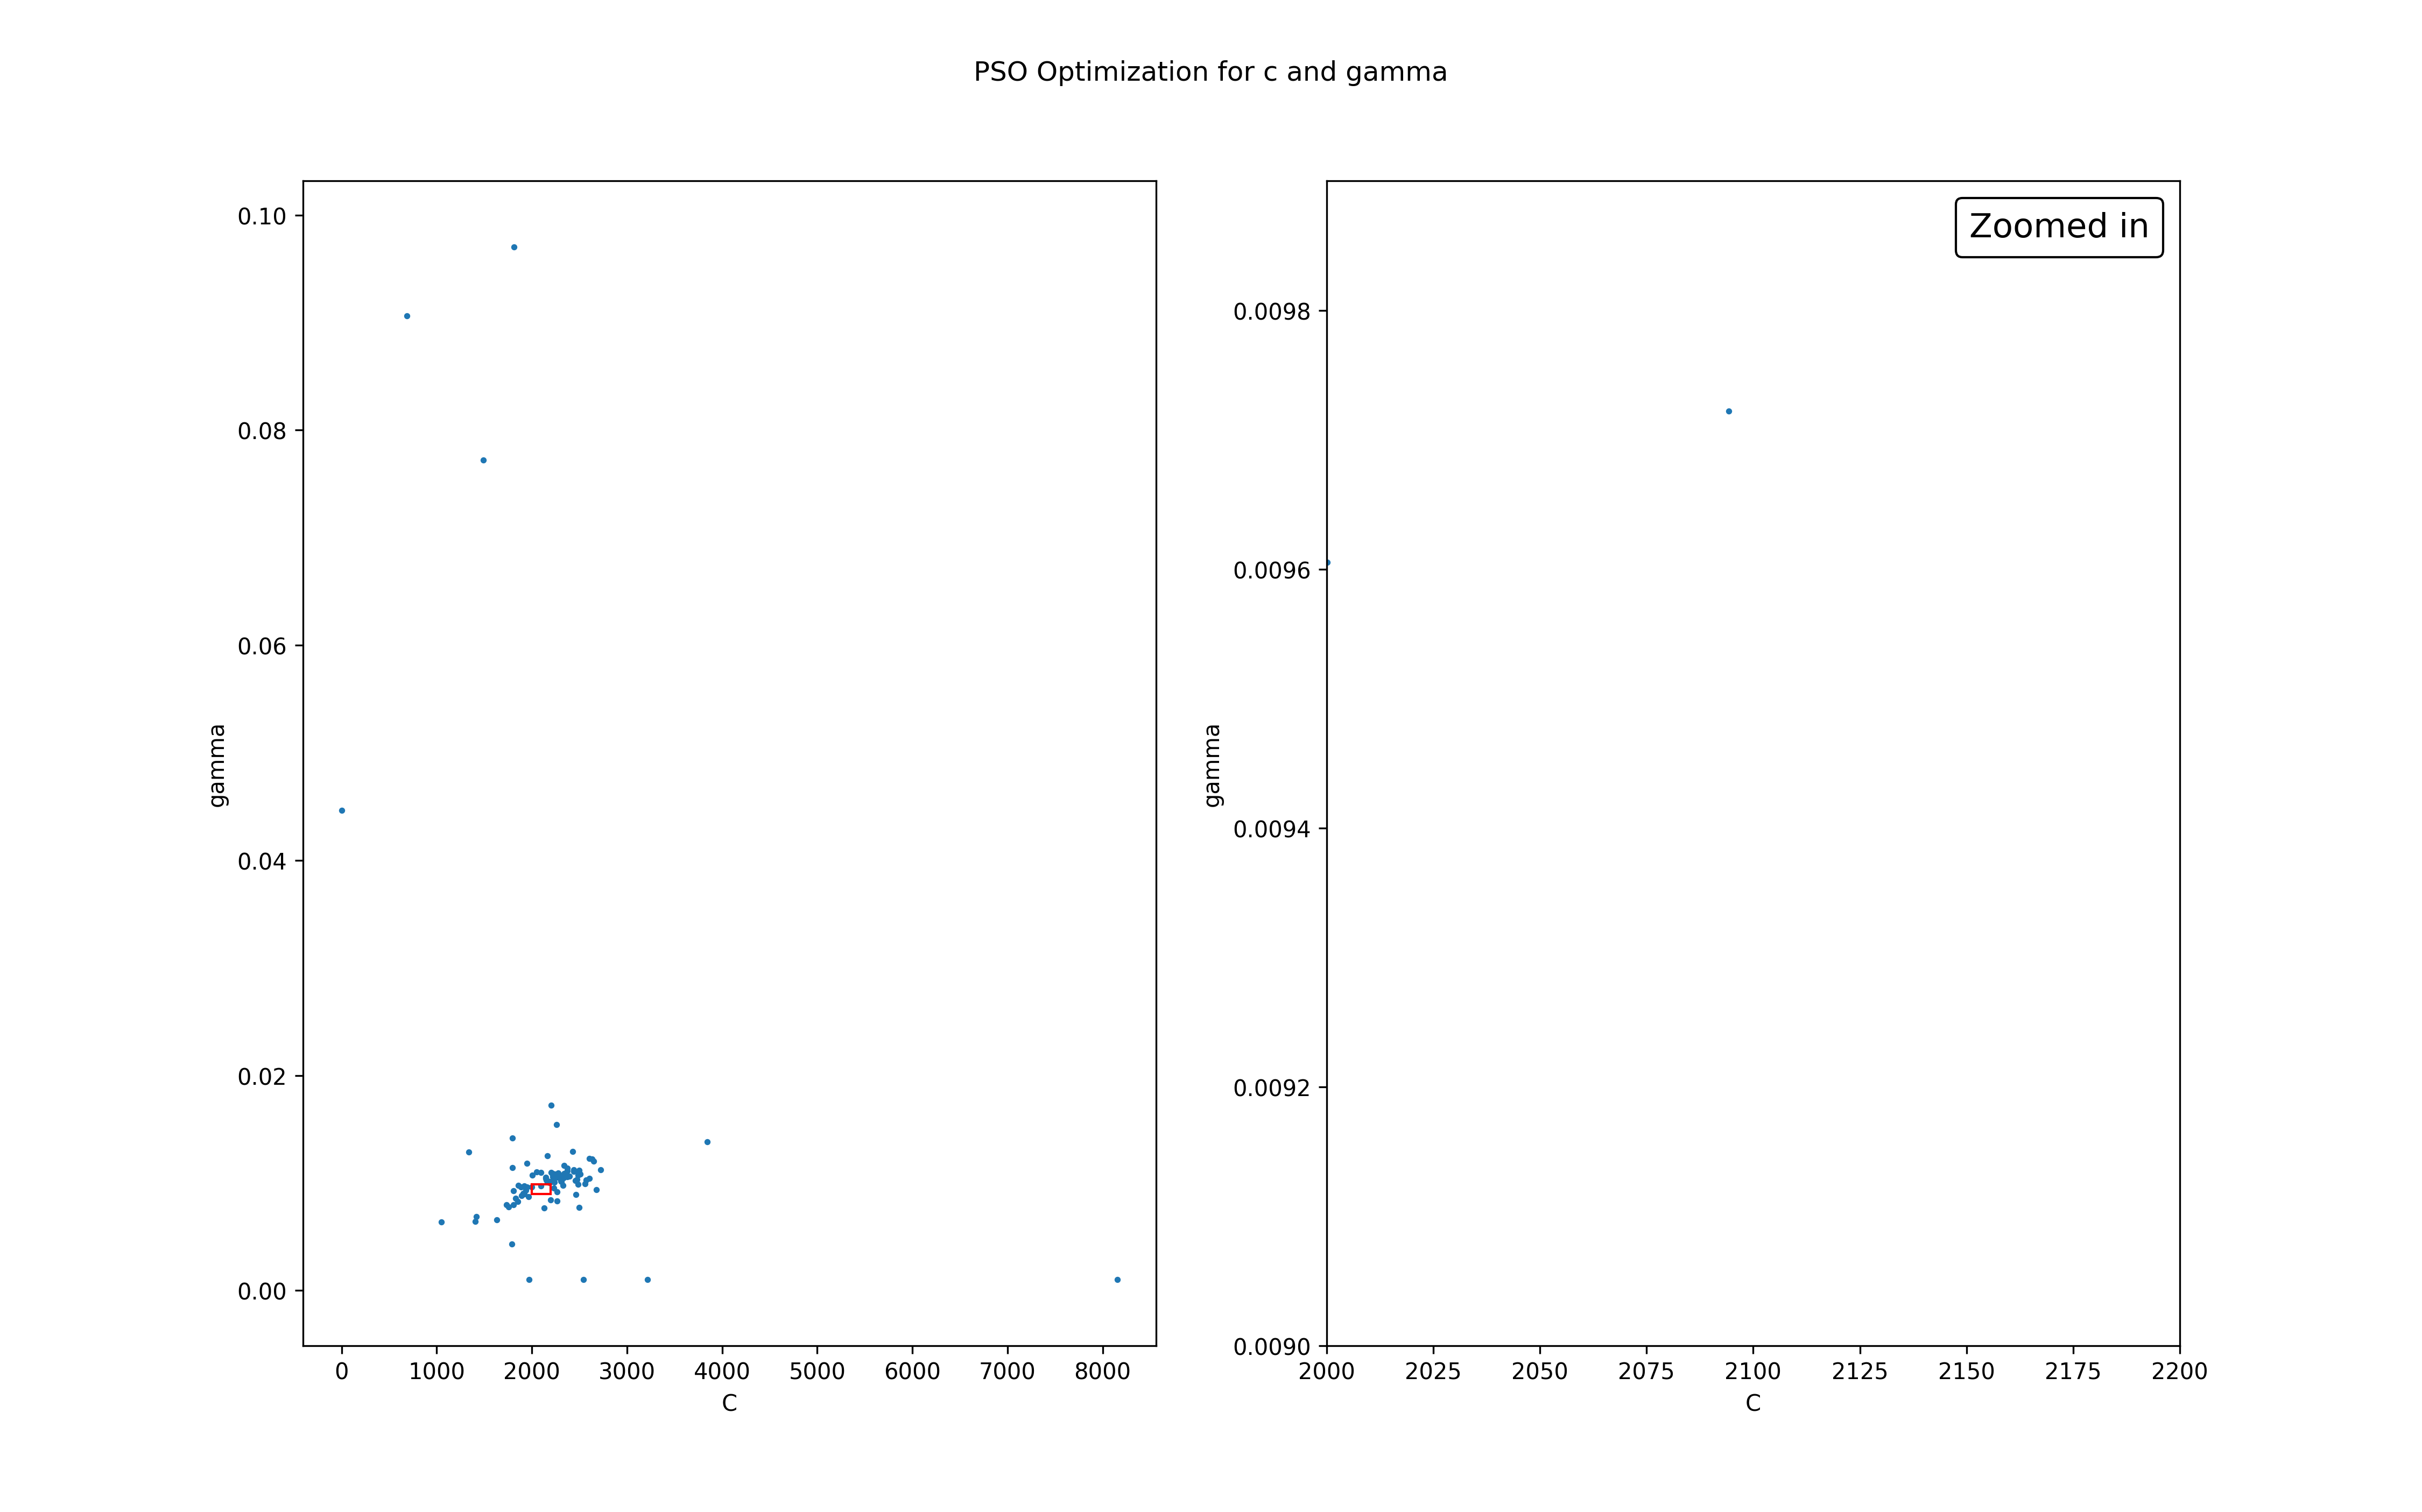 PSO Optimization for c and gamma
0.10
0.08
0.06
0.04
0.02
0.00
gamma
0 1000 2000 3000 4000 5000 6000 7000 8000
C
Zoomed in
0.0098
0.0096
0.0094
0.0092
0.0090
gamma
2000 2025 2050 2075 2100 2125 2150 2175 2200
C